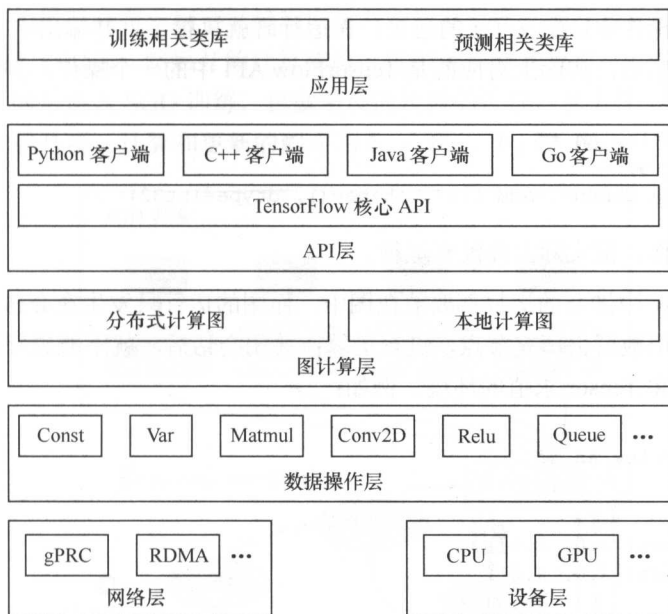 训练相关类库 预测相关类库
应用层
Python 客户端 C++ 客户端 Java 客户端 Go 客户端
TensorFlow 核心 API
API层
分布式计算图 本地计算图
图计算层
Const Var Matmul Conv2D Relu Queue •••
数据操作层
gPRC RDMA ••• CPU GPU •••
网络层 设备层